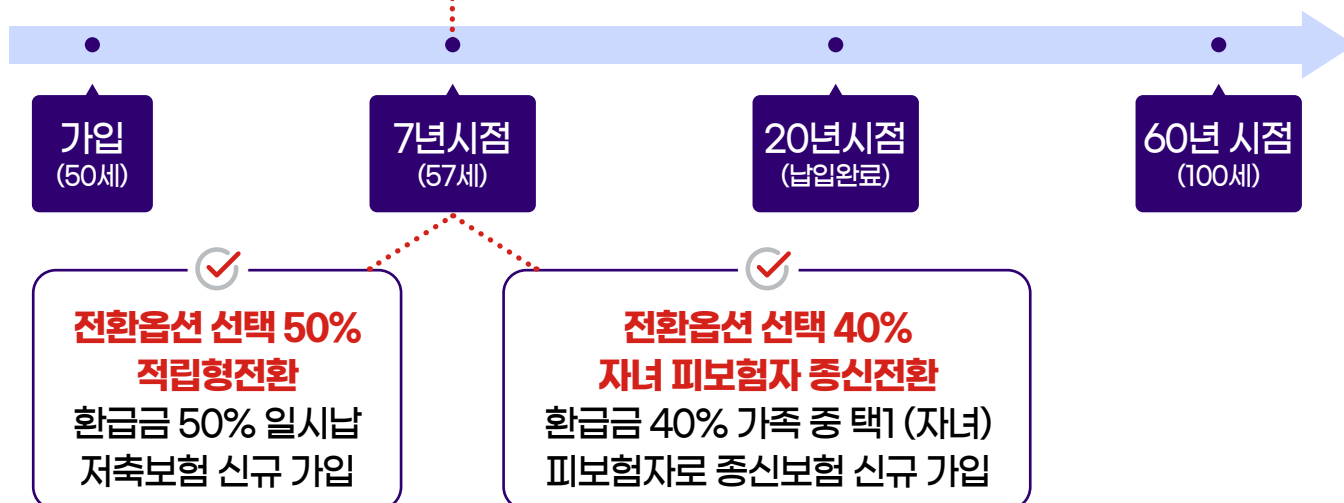 가입
(50세)
7년시점
(57세)
20년시점
(납입완료)
60년 시점
(100세)
전환옵션 선택 50%
적립형전환
환급금 50% 일시납
저축보험 신규 가입
전환옵션 선택 40%
자녀 피보험자 종신전환
환급금 40% 가족 중 택1 (자녀)
피보험자로 종신보험 신규 가입